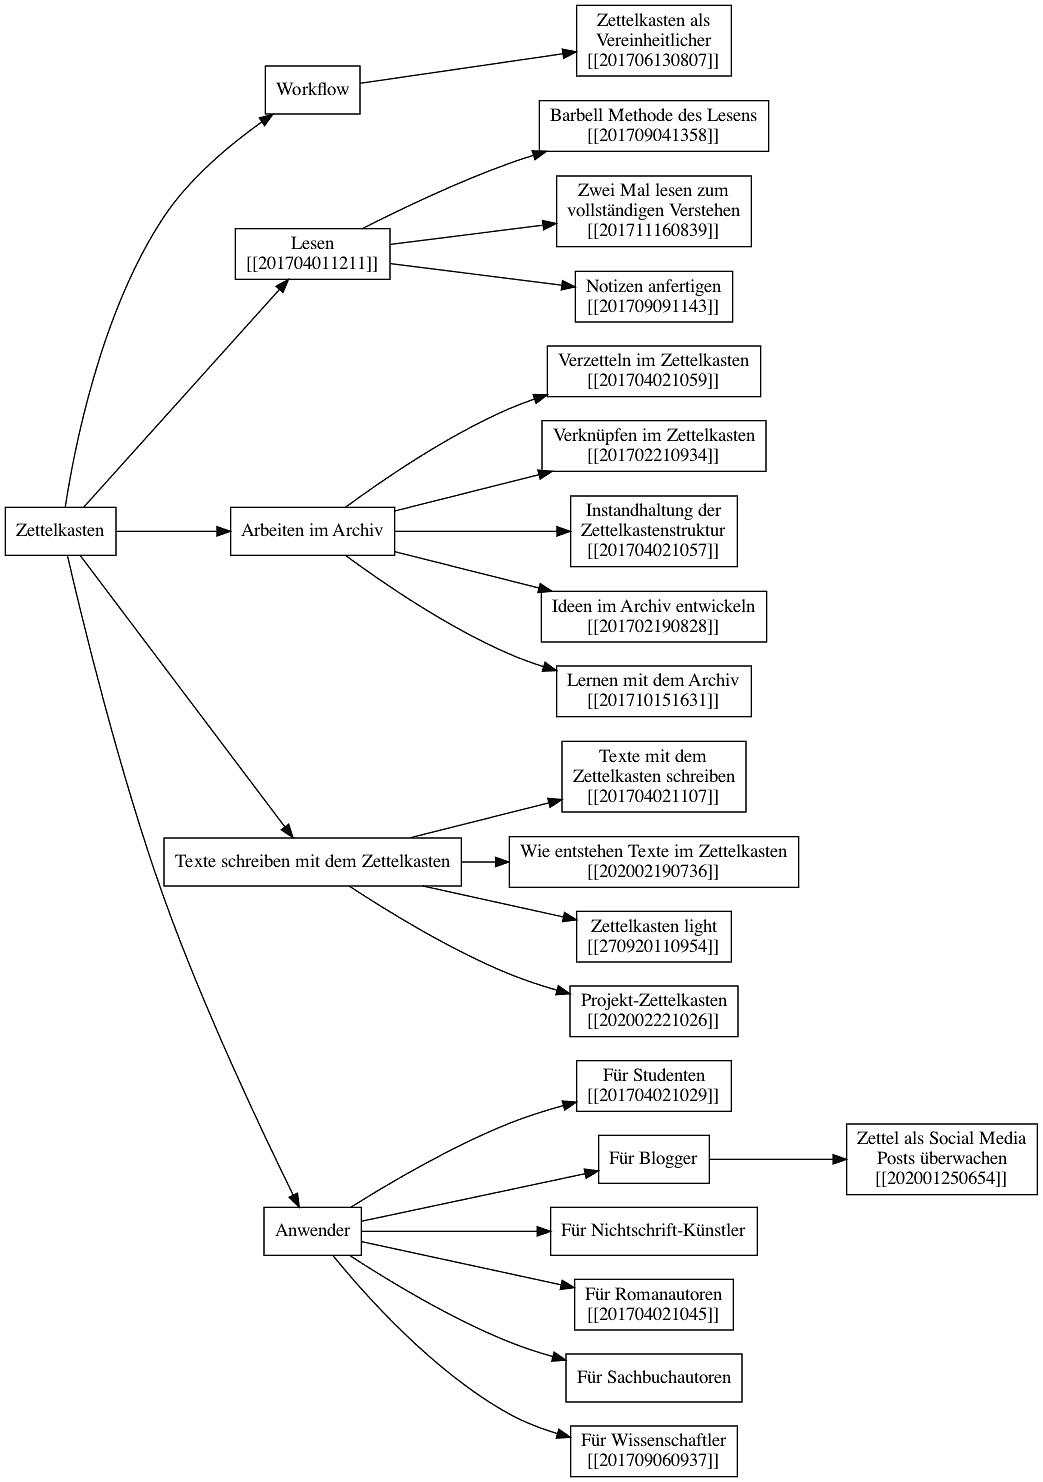 Zettelkasten als
Vereinheitlicher
[[201706130807]]
Workflow
Barbell Methode des Lesens
[[201709041358]]
Zwei Mal lesen zum
vollständigen Verstehen
[[201711160839]]
Lesen
[[201704011211]]
Notizen anfertigen
[[201709091143]]
Verzetteln im Zettelkasten
[[201704021059]]
Verknüpfen im Zettelkasten
[[201702210934]]
Zettelkasten
Arbeiten im Archiv
Instandhaltung der
Zettelkastenstruktur
[[201704021057]]
Ideen im Archiv entwickeln
[[201702190828]]
Lernen mit dem Archiv
[[201710151631]]
Texte mit dem
Zettelkasten schreiben
[[201704021107]]
Texte schreiben mit dem Zettelkasten
Wie entstehen Texte im Zettelkasten
[[202002190736]]
Zettelkasten light
[[270920110954]]
Projekt-Zettelkasten
[[202002221026]]
Für Studenten
[[201704021029]]
Für Blogger
Zettel als Social Media
Posts überwachen
[[202001250654]]
Anwender
Für Nichtschrift-Künstler
Für Romanautoren
[[201704021045]]
Für Sachbuchautoren
Für Wissenschaftler
[[201709060937]]